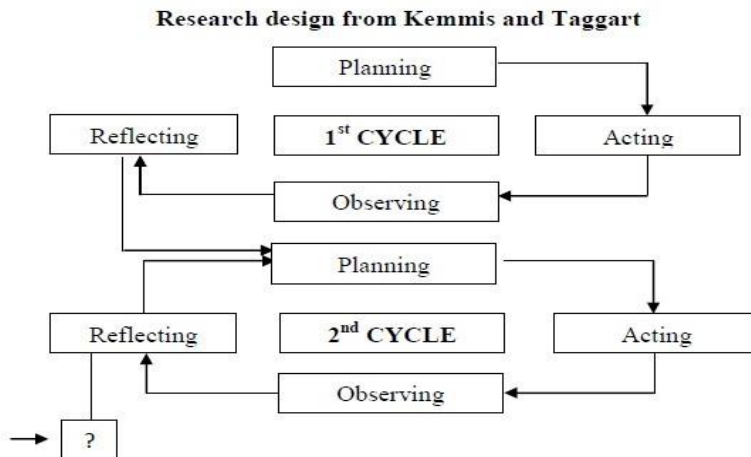 Research design from Kemmis and Taggart
Planning
Reflecting
1st CYCLE
Acting
Observing
Planning
Reflecting
2nd CYCLE
Acting
Observing
?